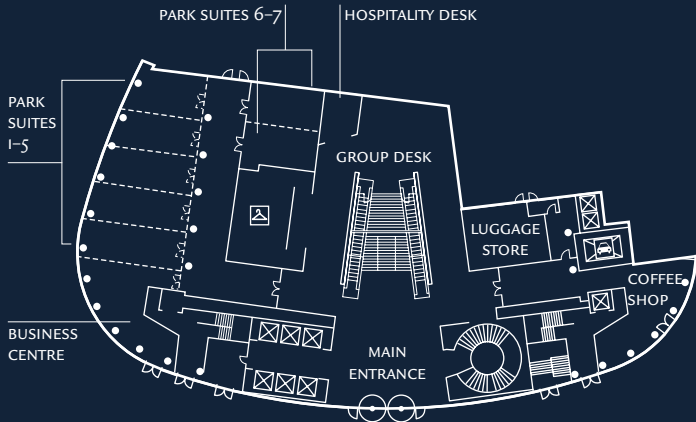 PARK SUITES 6–7
HOSPITALITY DESK
PARK
SUITES
1–5
GROUP DESK
LUGGAGE
STORE
COFFEE
SHOP
BUSINESS
CENTRE
MAIN
ENTRANCE